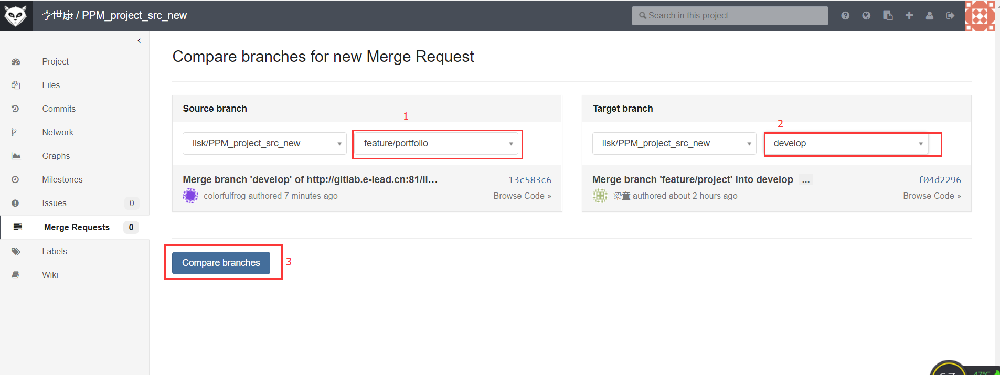 李世康 / PPM_project_src_new
Search in this project
Project
Files
Commits
Network
Graphs
Milestones
Issues 0
Merge Requests 0
Labels
Wiki
Compare branches for new Merge Request
Source branch
1
lisk/PPM_project_src_new
feature/portfolio
Merge branch 'develop' of http://gitlab.e-lead.cn:81/li... 13c583c6
colorfulfrog authored 7 minutes ago Browse Code »
Target branch
2
lisk/PPM_project_src_new
develop
Merge branch 'feature/project' into develop ... f04d2296
梁童 authored about 2 hours ago Browse Code »
Compare branches 3
47°C